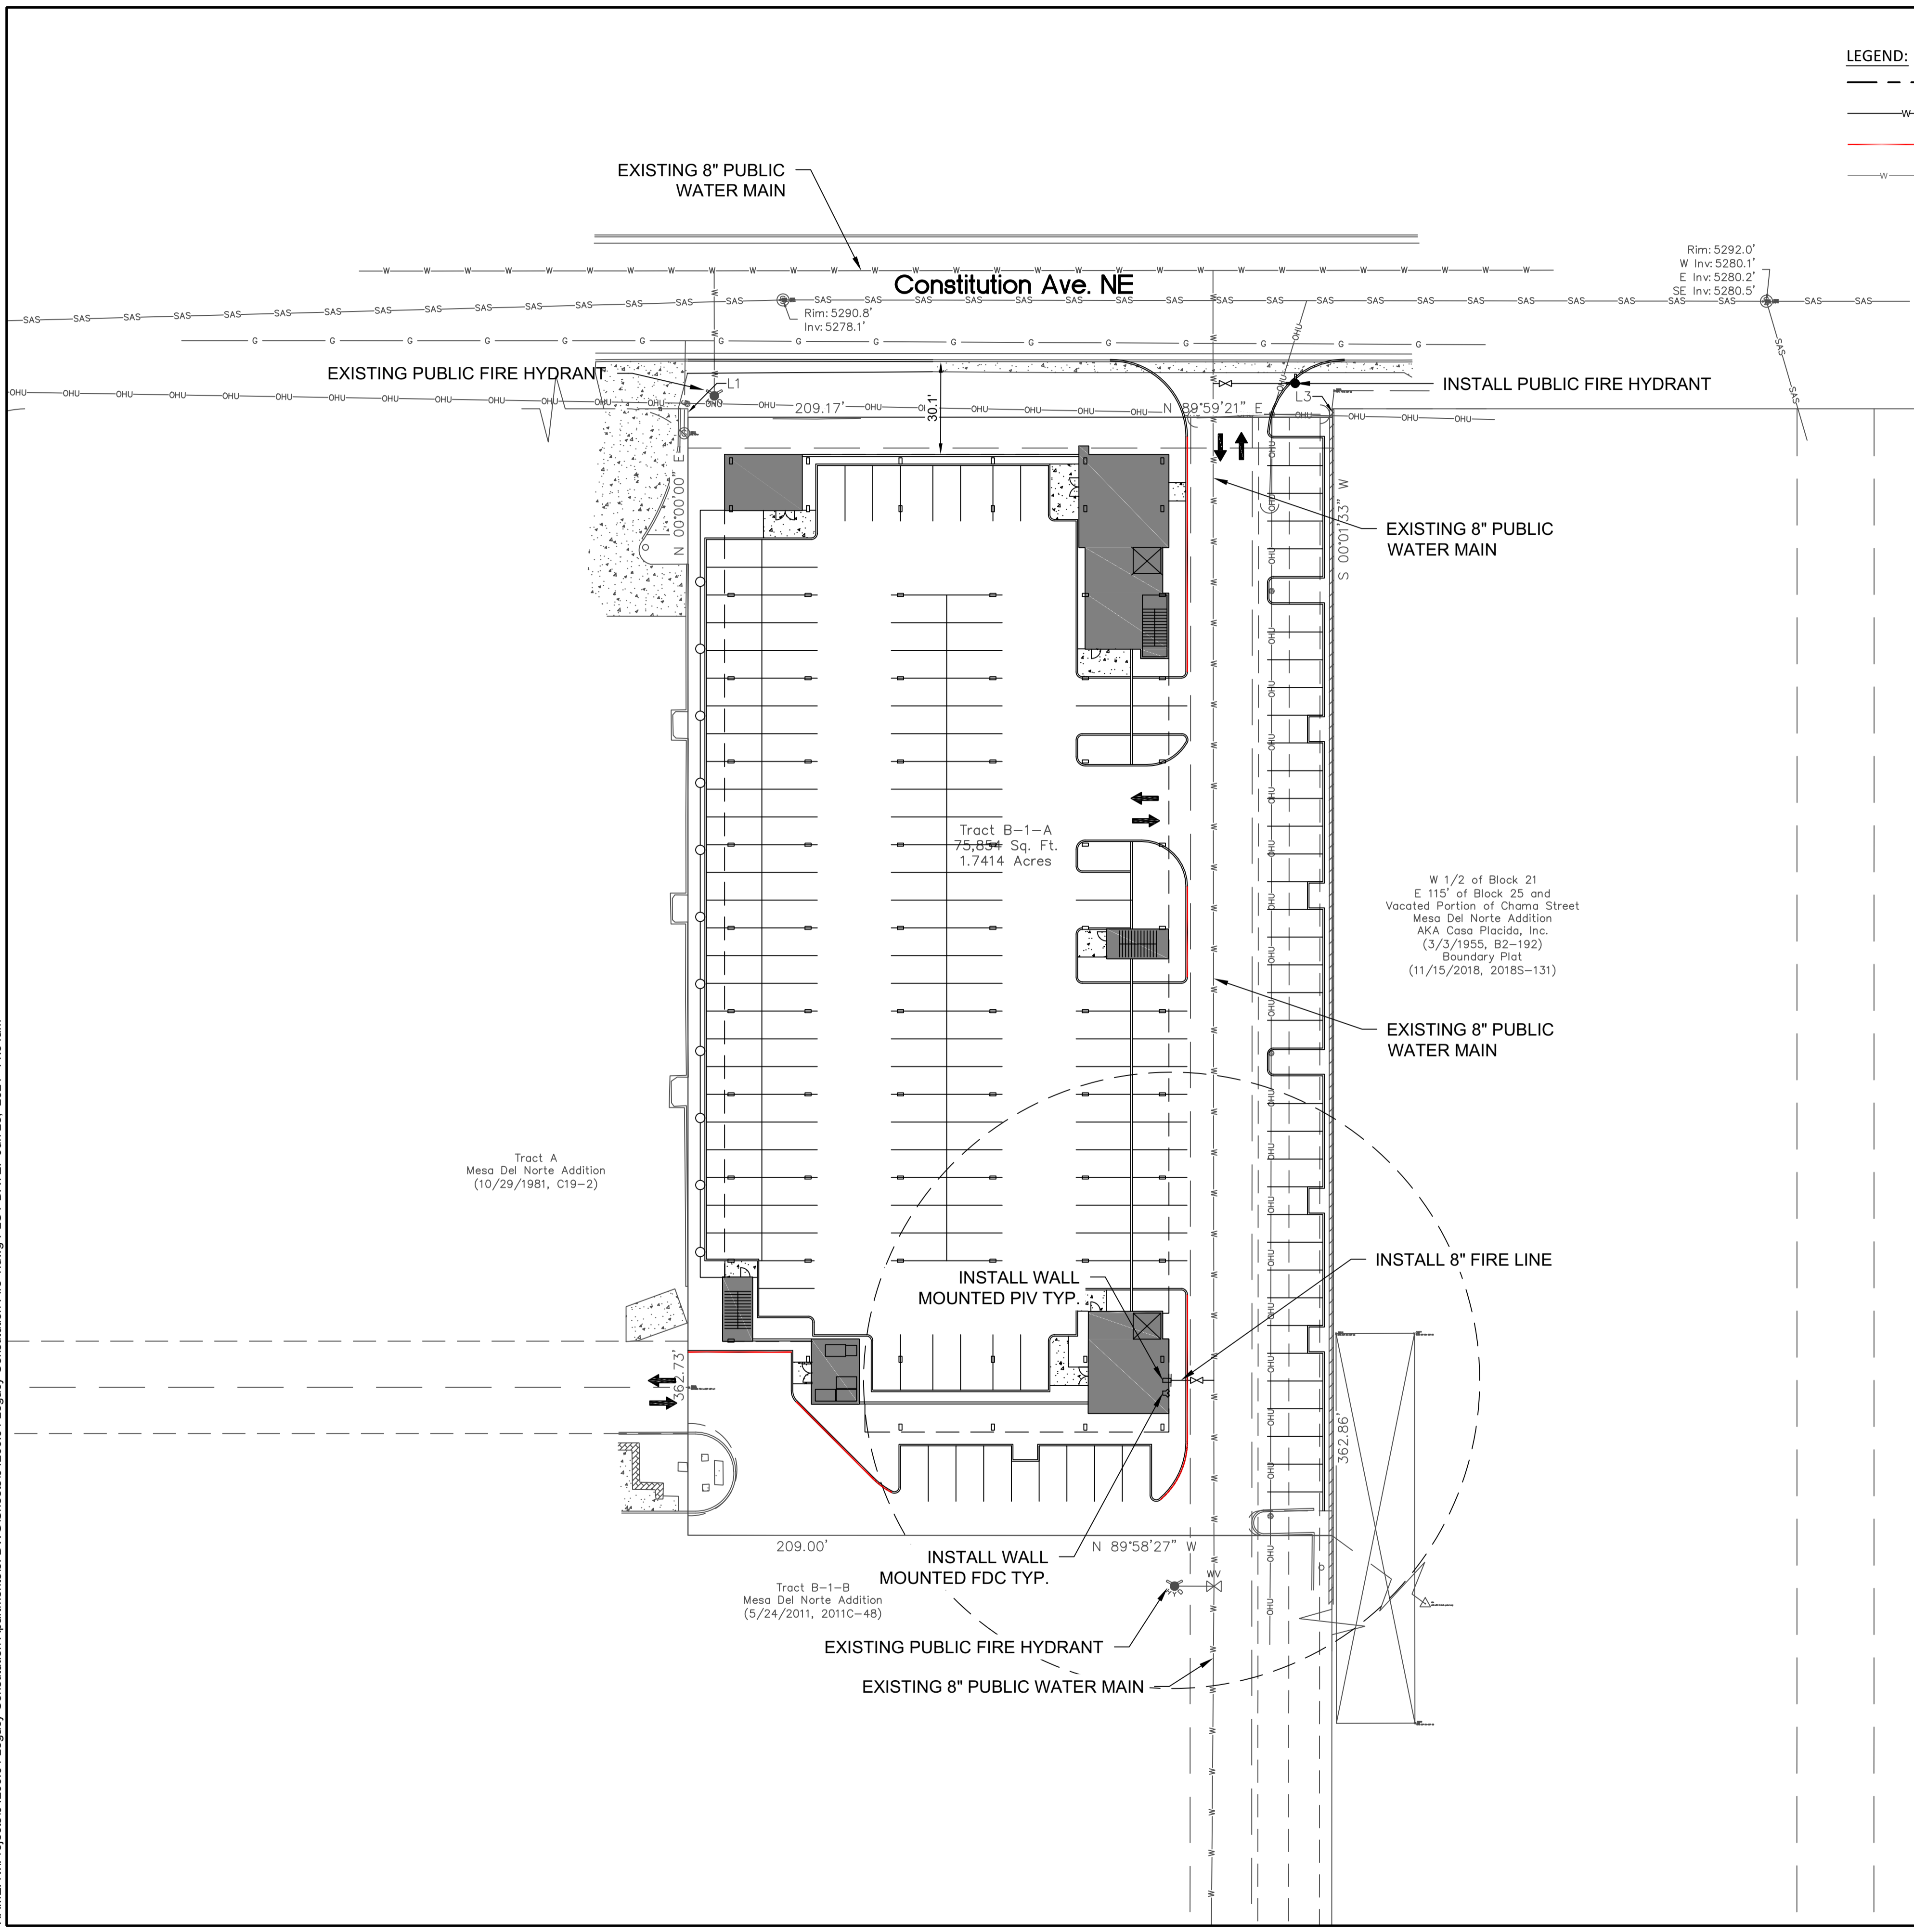 LEGEND:
W
W
EXISTING 8" PUBLIC
WATER MAIN
Rim: 5292.0'
W Inv: 5280.1'
E Inv: 5280.2'
SE Inv: 5280.5'
Constitution Ave. NE
Rim: 5290.8'
Inv: 5278.1'
EXISTING PUBLIC FIRE HYDRANT
L1
INSTALL PUBLIC FIRE HYDRANT
L3
209.17'
N 89°59'21" E
30.1'
N 00°00'00" E
S 00°01'33" W
EXISTING 8" PUBLIC
WATER MAIN
Tract B-1-A
75,854 Sq. Ft.
1.7414 Acres
W 1/2 of Block 21
E 115' of Block 25 and
Vacated Portion of Chama Street
Mesa Del Norte Addition
AKA Casa Placida, Inc.
(3/3/1955, B2-192)
Boundary Plat
(11/15/2018, 2018S-131)
EXISTING 8" PUBLIC
WATER MAIN
Tract A
Mesa Del Norte Addition
(10/29/1981, C19-2)
INSTALL 8" FIRE LINE
INSTALL WALL
MOUNTED PIV TYP.
362.73'
362.86'
209.00'
N 89°58'27" W
INSTALL WALL
MOUNTED FDC TYP.
WV
Tract B-1-B
Mesa Del Norte Addition
(5/24/2011, 2011C-48)
EXISTING PUBLIC FIRE HYDRANT
EXISTING 8" PUBLIC WATER MAIN